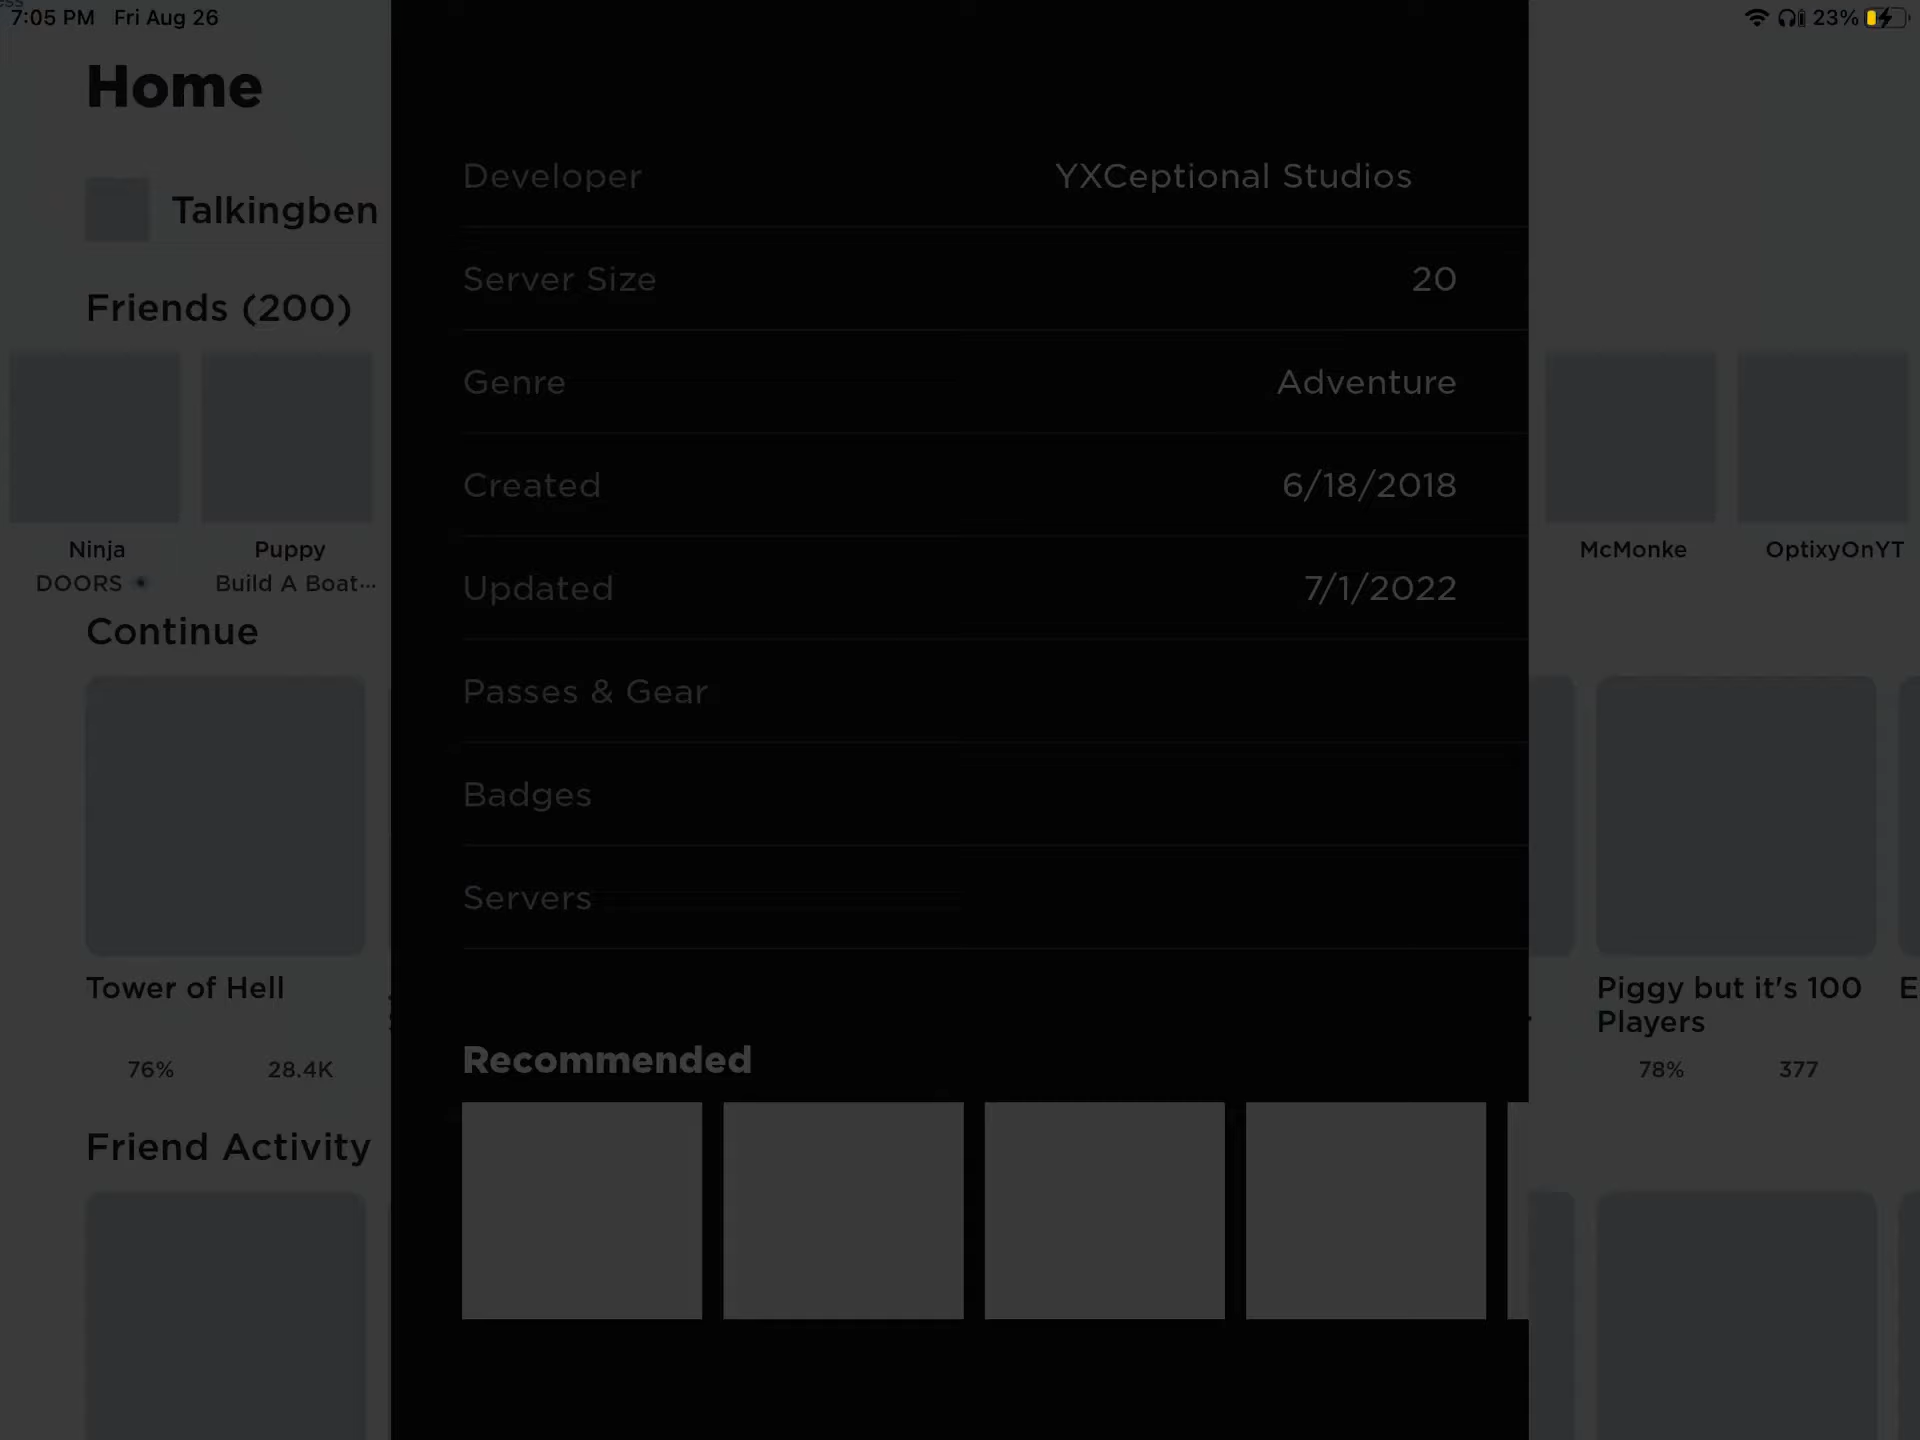 7:05 PM Fri Aug 26
23%
Home
Talkingben
Friends (200)
Ninja
DOORS
Puppy
Build A Boat...
McMonke
OptixyOnYT
Continue
Tower of Hell
76% 28.4K
Piggy but it's 100
Players
78% 377
E
Friend Activity
Developer YXCeptional Studios
Server Size 20
Genre Adventure
Created 6/18/2018
Updated 7/1/2022
Passes & Gear
Badges
Servers
Recommended